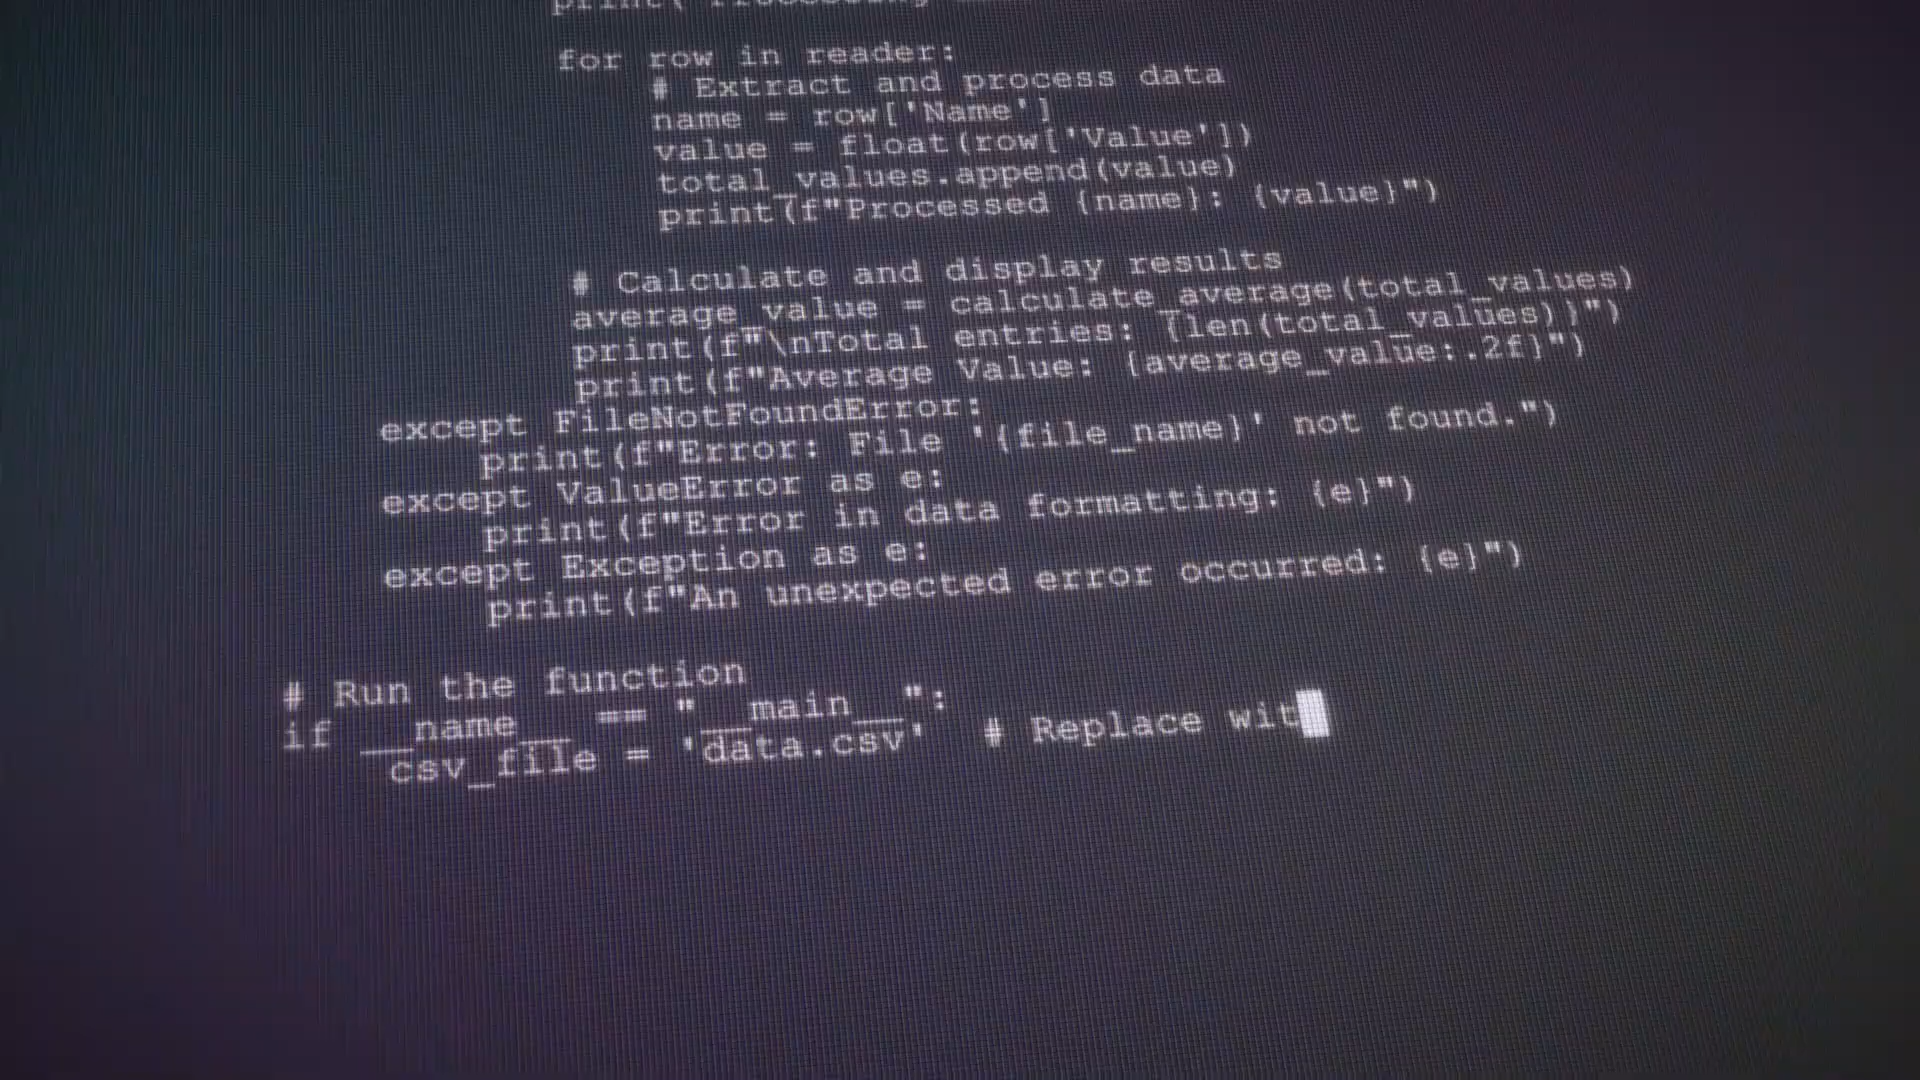 print(
for row in reader:
# Extract and process data
name = row['Name']
value = float(row['Value'])
total_values.append(value)
print(f"Processed {name}: {value}")
# Calculate and display results
average_value = calculate_average(total_values)
print(f"\nTotal entries: {len(total_values)}")
print(f"Average Value: {average_value:.2f}")
except FileNotFoundError:
print(f"Error: File '{file_name}' not found.")
except ValueError as e:
print(f"Error in data formatting: {e}")
except Exception as e:
print(f"An unexpected error occurred: {e}")
# Run the function
if __name__ == "__main__":
csv_file = 'data.csv'  # Replace wit